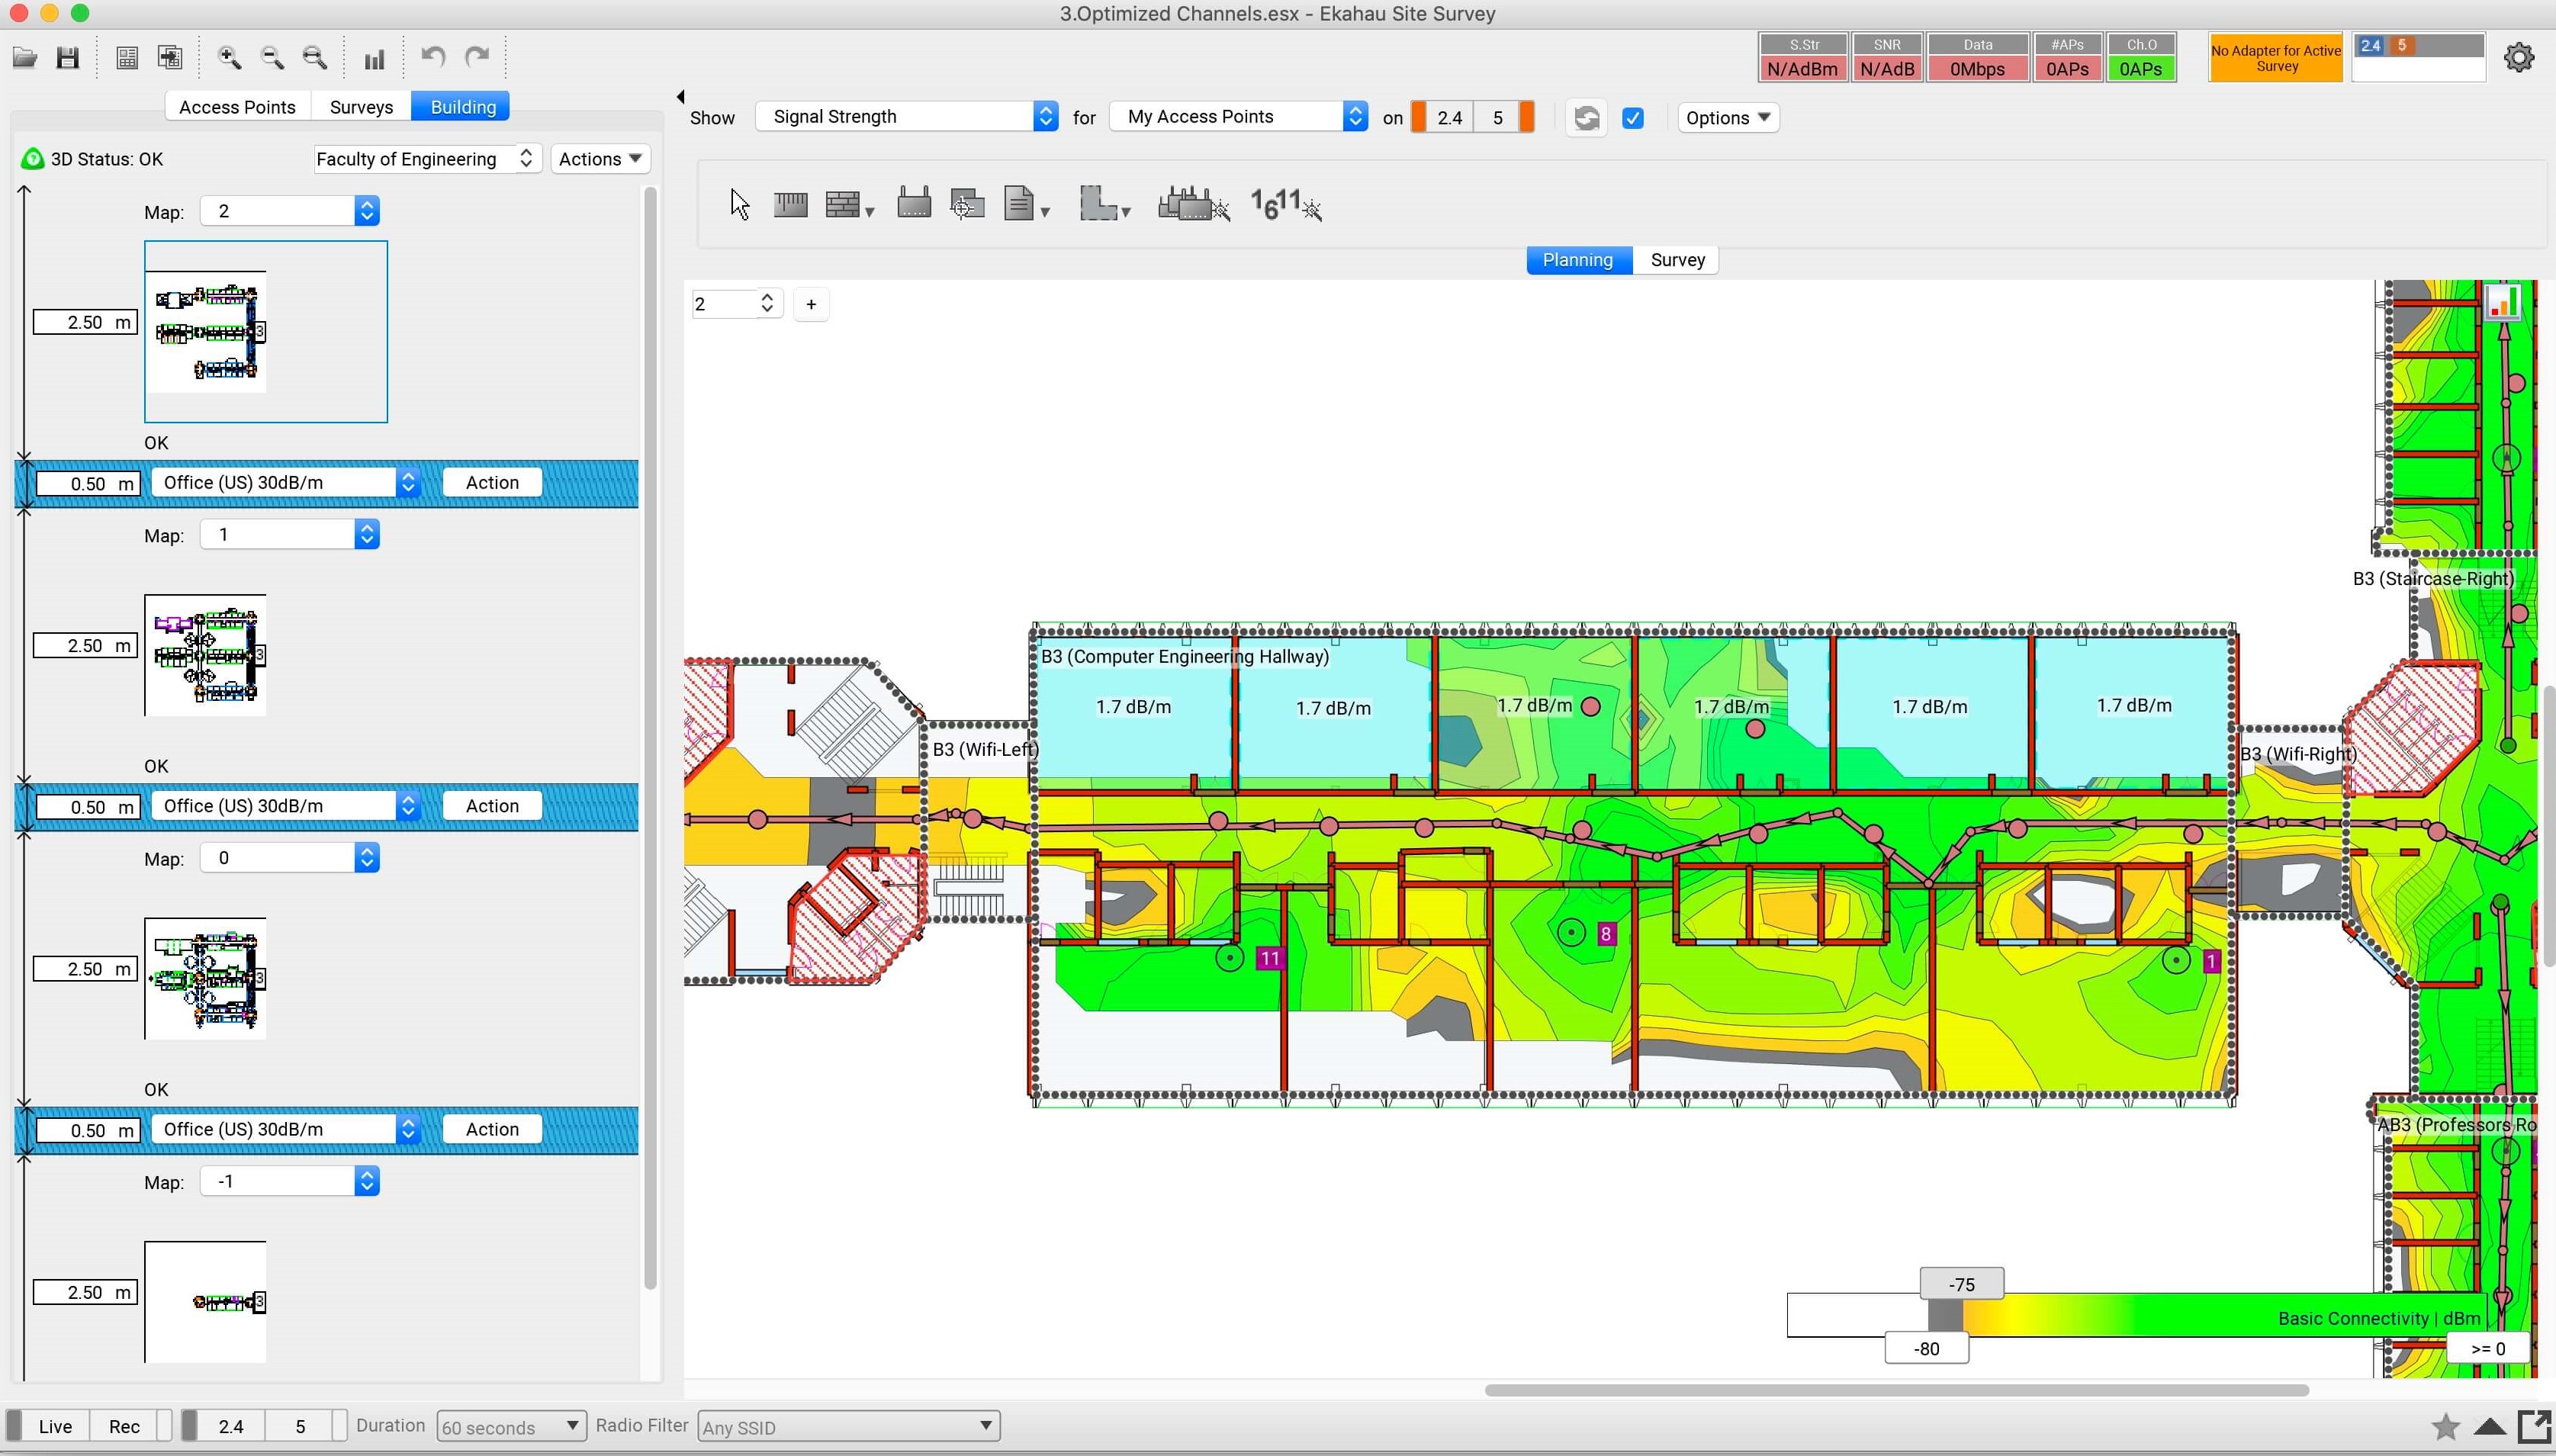 3.Optimized Channels.esx - Ekahau Site Survey
S.Str SNR Data #APs Ch.O
N/AdBm N/AdB 0Mbps 0APs 0APs
No Adapter for Active Survey
2.4 5
Access Points Surveys Building
Show Signal Strength for My Access Points on 2.4 5 Options
3D Status: OK Faculty of Engineering Actions
1 6 11
Planning Survey
2 +
Map: 2
2.50 m
3
OK
0.50 m Office (US) 30dB/m Action
Map: 1
2.50 m
3
OK
0.50 m Office (US) 30dB/m Action
Map: 0
2.50 m
3
OK
0.50 m Office (US) 30dB/m Action
Map: -1
2.50 m
3
B3 (Staircase-Right)
B3 (Computer Engineering Hallway)
1.7 dB/m 1.7 dB/m 1.7 dB/m 1.7 dB/m 1.7 dB/m 1.7 dB/m
B3 (Wifi-Left)
B3 (Wifi-Right)
8
11
1
AB3 (Professors Ro
-75
Basic Connectivity | dBm
-80 >= 0
Live Rec 2.4 5 Duration 60 seconds Radio Filter Any SSID